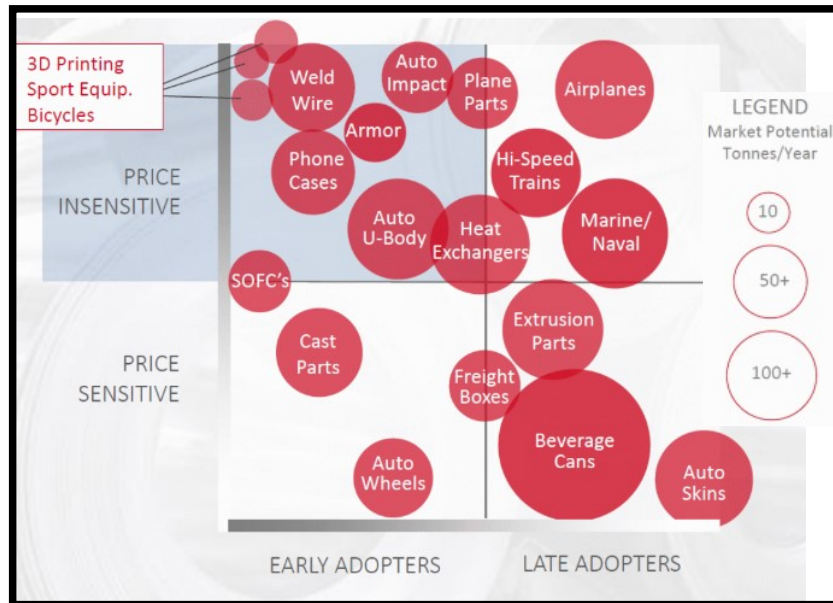 3D Printing
Sport Equip.
Bicycles
Weld
Wire
Auto
Impact
Plane
Parts
Airplanes
LEGEND
Market Potential
Tonnes/Year
Armor
PRICE
INSENSITIVE
Phone
Cases
Hi-Speed
Trains
10
Auto
U-Body
Heat
Exchangers
Marine/
Naval
SOFC's
50+
PRICE
SENSITIVE
Cast
Parts
Extrusion
Parts
Freight
Boxes
100+
Auto
Wheels
Beverage
Cans
Auto
Skins
EARLY ADOPTERS
LATE ADOPTERS